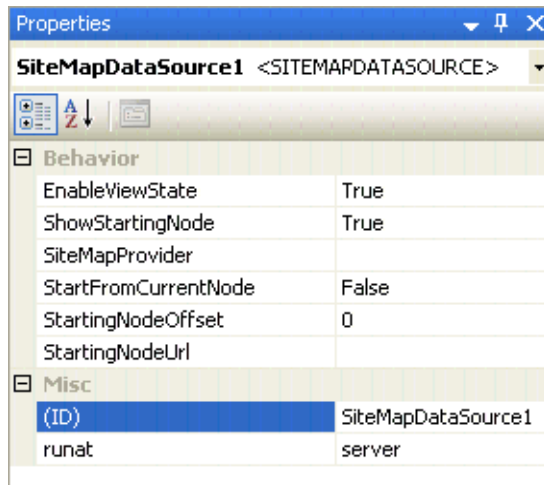 Properties
SiteMapDataSource1 <SITEMAPDATASOURCE>
A
Z
Behavior
EnableViewState True
ShowStartingNode True
SiteMapProvider
StartFromCurrentNode False
StartingNodeOffset 0
StartingNodeUrl
Misc
(ID) SiteMapDataSource1
runat server